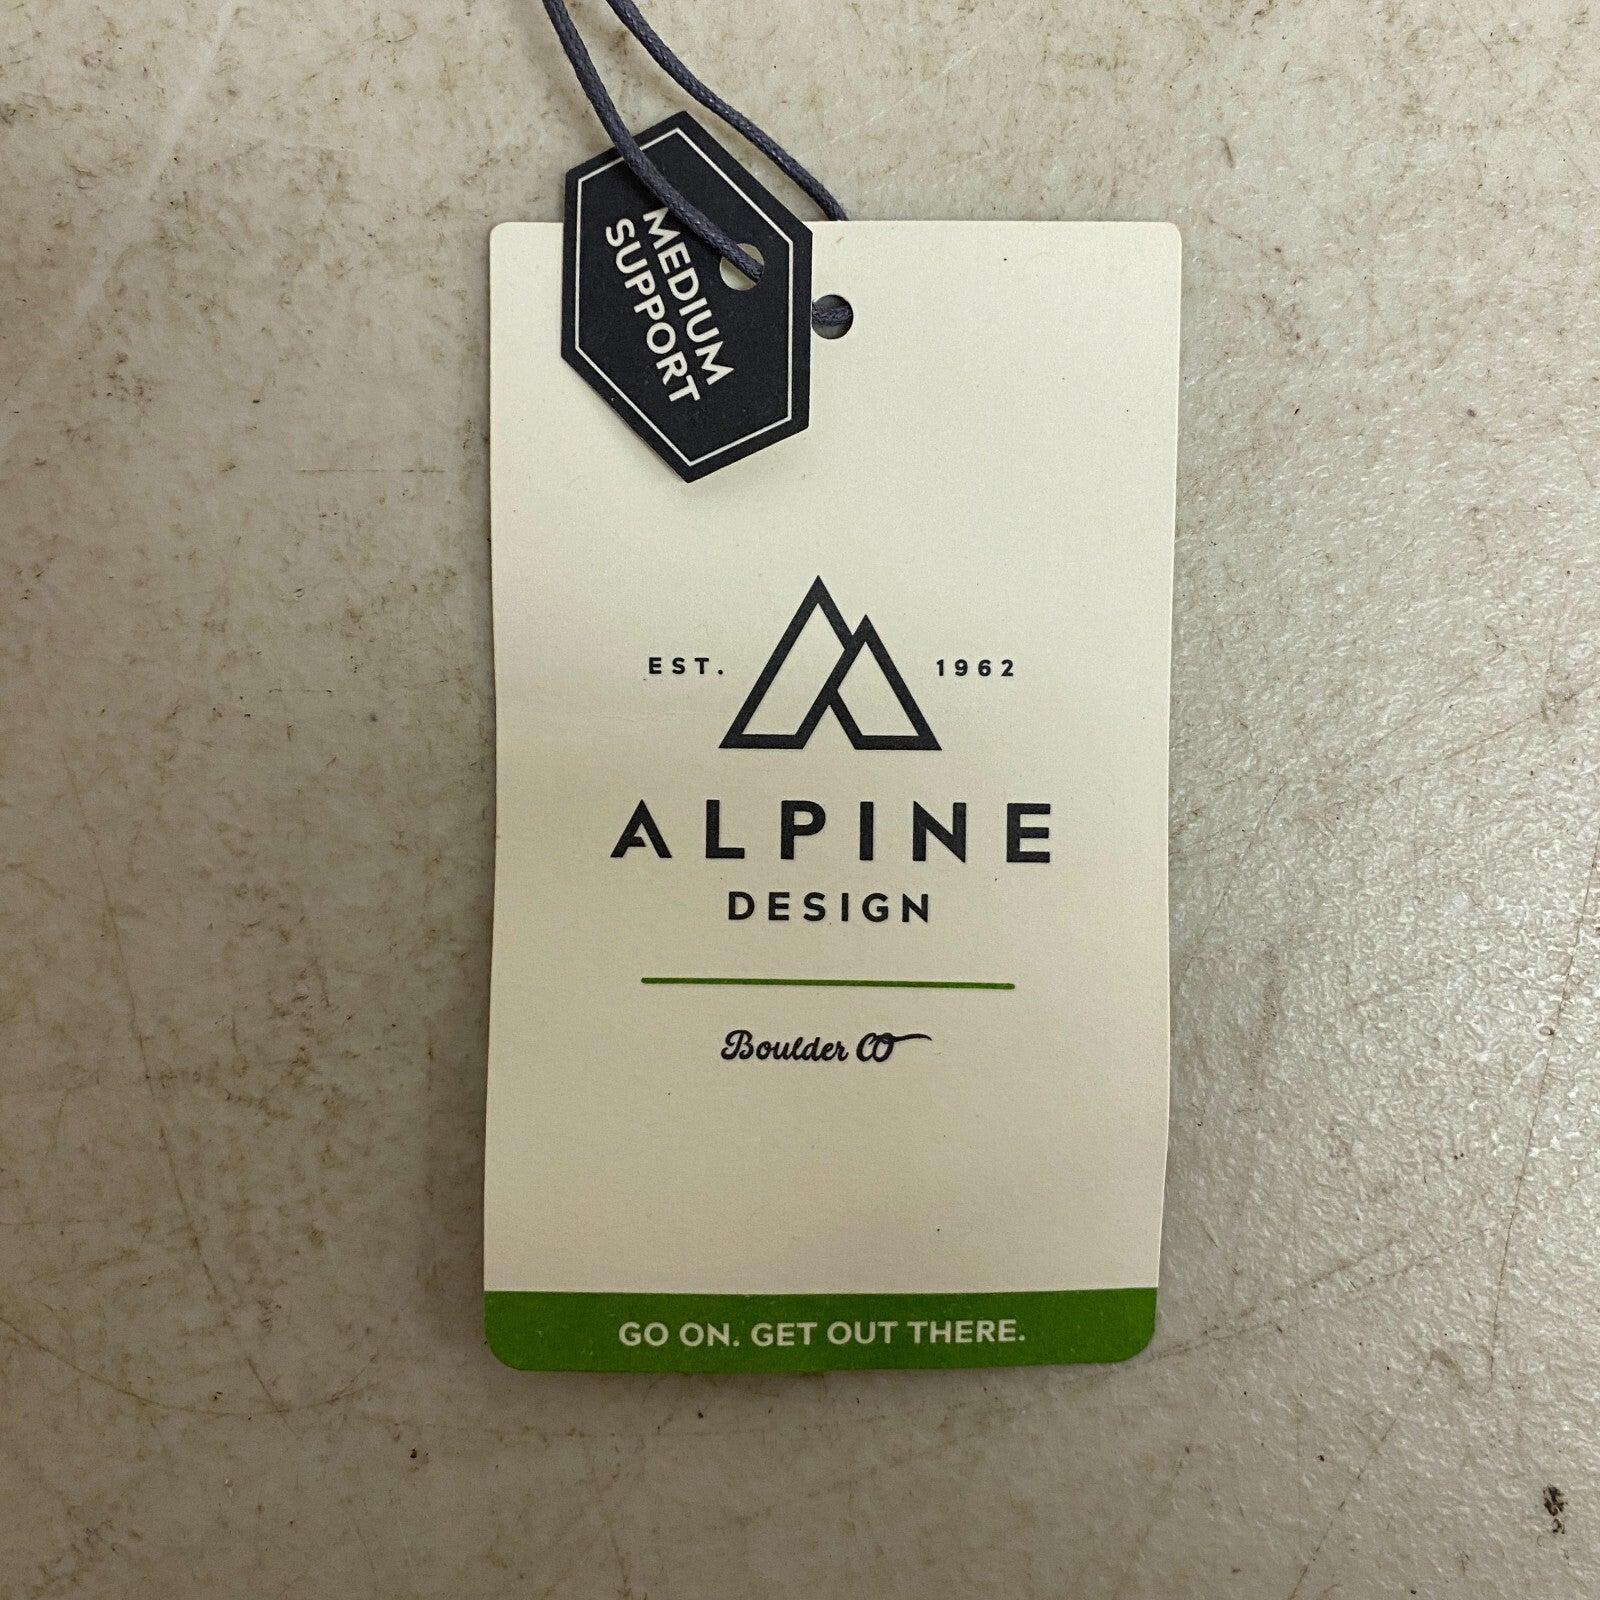 MEDIUM
SUPPORT
EST. 1962
ALPINE
DESIGN
Boulder CO
GO ON. GET OUT THERE.